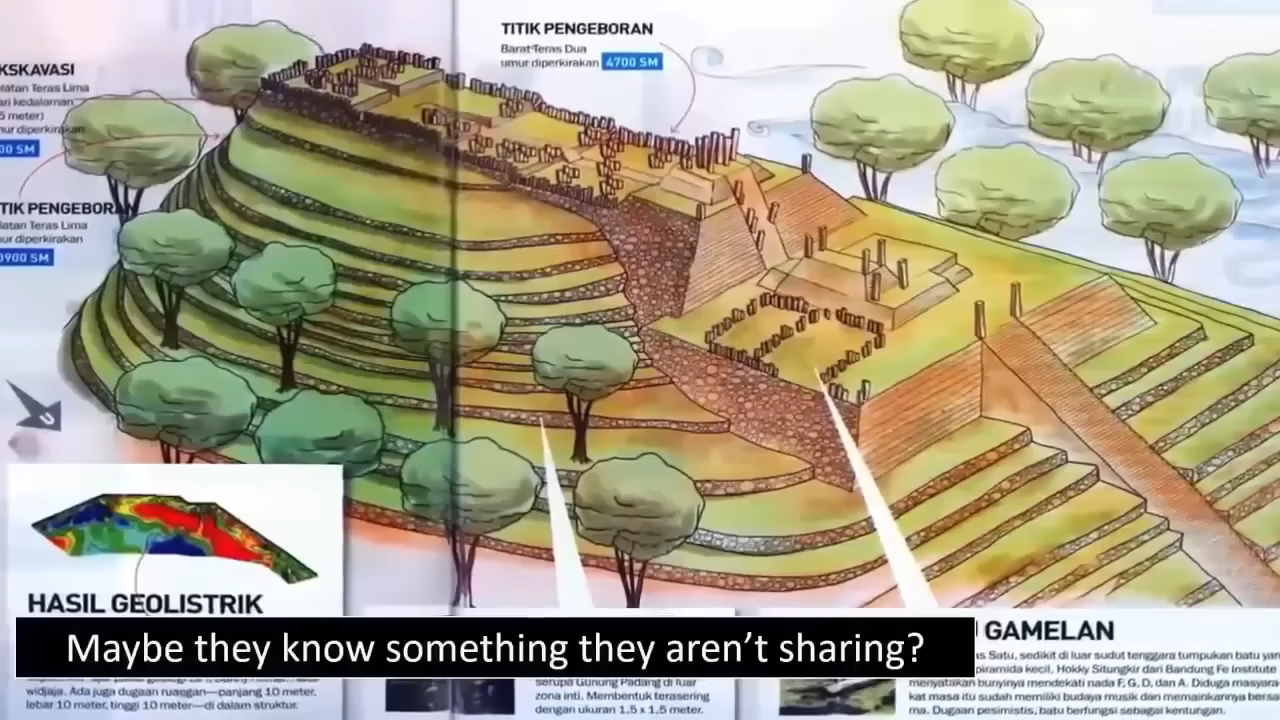 TITIK PENGEBORAN
Barat Teras Dua
umur diperkirakan 4700 SM
KSKAVASI
latan Teras Lima
ari kedalaman
5 meter)
mur diperkirakan
00 SM
TIK PENGEBORAN
latan Teras Lima
ur diperkirakan
0900 SM
U
HASIL GEOLISTRIK
Maybe they know something they aren't sharing?
widjaja. Ada juga dugaan ruangan—panjang 10 meter,
lebar 10 meter, tinggi 10 meter—di dalam struktur.
serupa Gunung Padang di luar
zona inti. Membentuk terasering
dengan ukuran 1,5 x 1,5 meter.
GAMELAN
as Satu, sedikit di luar sudut tenggara tumpukan batu yan
piramida kecil. Hokky Situngkir dari Bandung Fe Institute
menyatakan bunyinya mendekati nada F, G, D, dan A. Diduga masyara-
kat masa itu sudah memiliki budaya musik dan memainkannya bersa
ma. Dugaan pesimistis, batu berfungsi sebagai kentungan.